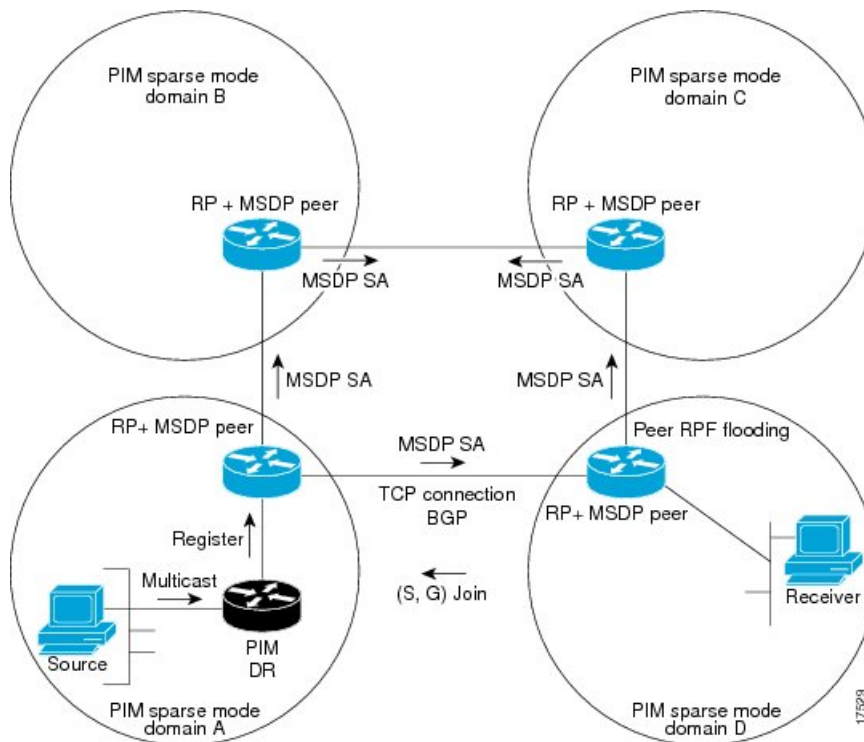 PIM sparse mode
domain B
PIM sparse mode
domain C
RP + MSDP peer
RP + MSDP peer
MSDP SA
MSDP SA
MSDP SA
MSDP SA
RP+ MSDP peer
MSDP SA
Peer RPF flooding
TCP connection
BGP
RP+ MSDP peer
Register
Multicast
(S, G) Join
Receiver
Source
PIM
DR
PIM sparse mode
domain A
PIM sparse mode
domain D
17529